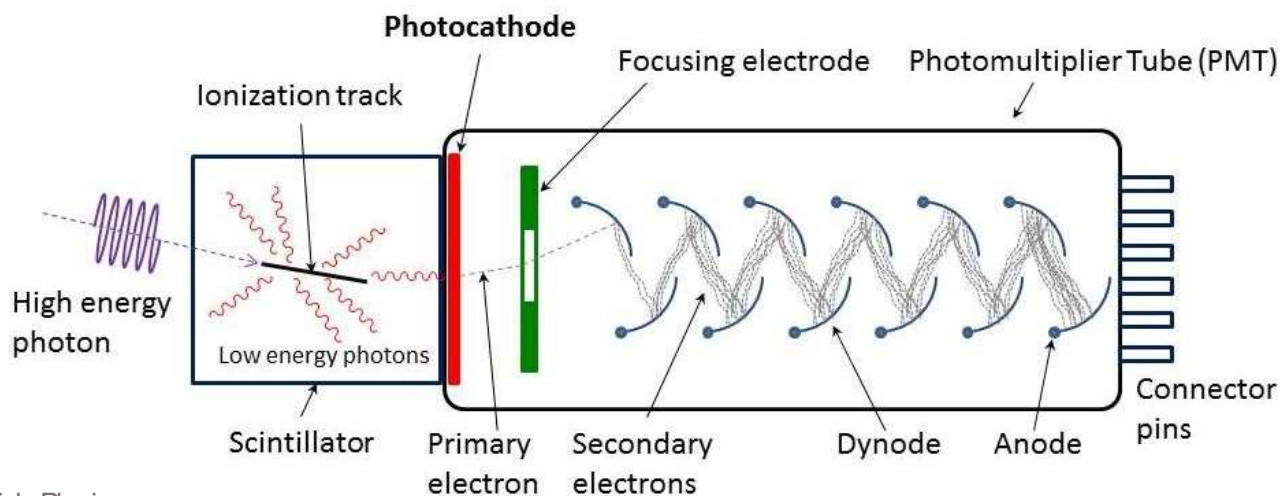 Photocathode
Focusing electrode
Photomultiplier Tube (PMT)
Ionization track
High energy
photon
Low energy photons
Scintillator
Primary
electron
Secondary
electrons
Dynode
Anode
Connector
pins